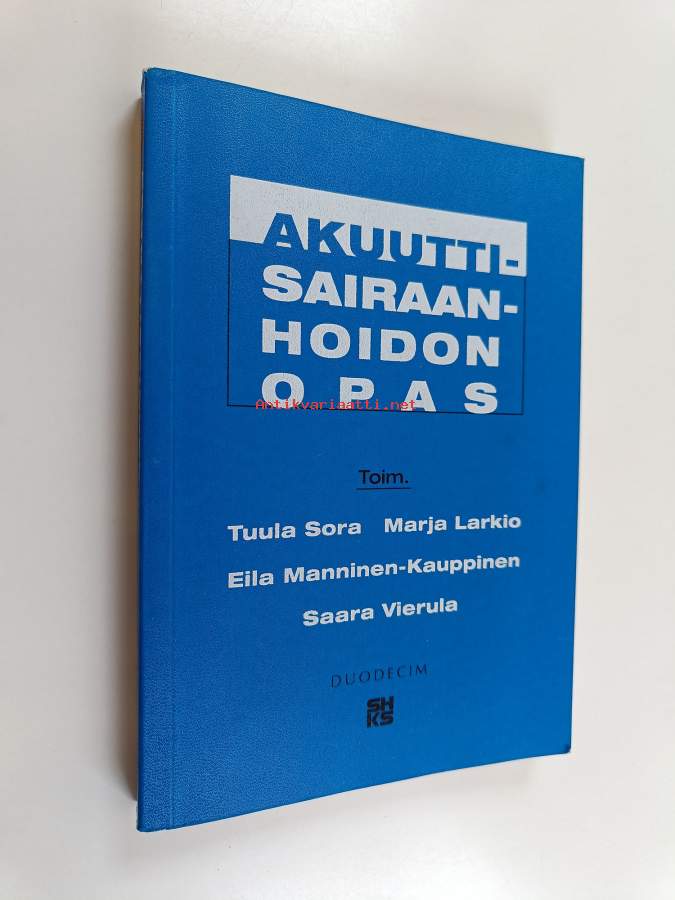 AKUUTTI-
SAIRAAN-
HOIDON
OPAS
Antikvariaatti.net
Toim.
Tuula Sora Marja Larkio
Eila Manninen-Kauppinen
Saara Vierula
DUODECIM
SH
KS